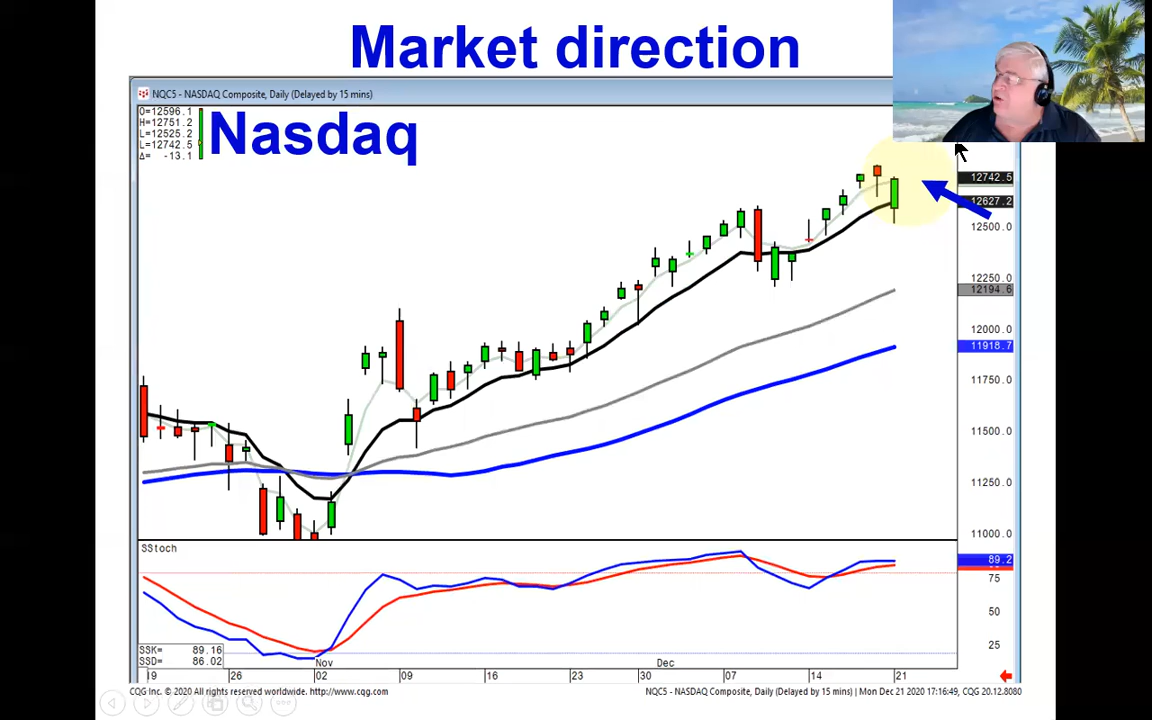 Market direction
NQC5 - NASDAQ Composite, Daily (Delayed by 15 mins)
O=12596.1
H=12751.2
L=12525.2
L=12742.5
Δ= -13.1
Nasdaq
12742.5
12627.2
12500.0
12250.0
12194.6
12000.0
11918.7
11750.0
11500.0
11250.0
11000.0
SStoch
89.2
75
50
25
SSK= 89.16
SSD= 86.02
Nov
Dec
19
26
02
09
16
23
30
07
14
21
CQG Inc. © 2020 All rights reserved worldwide. http://www.cqg.com
NQC5 - NASDAQ Composite, Daily (Delayed by 15 mins) | Mon Dec 21 2020 17:16:49, CQG 20.12.8080